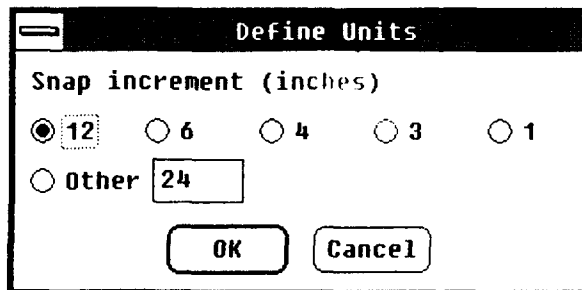 Define Units
Snap increment (inches)
12 6 4 3 1
Other 24
OK Cancel